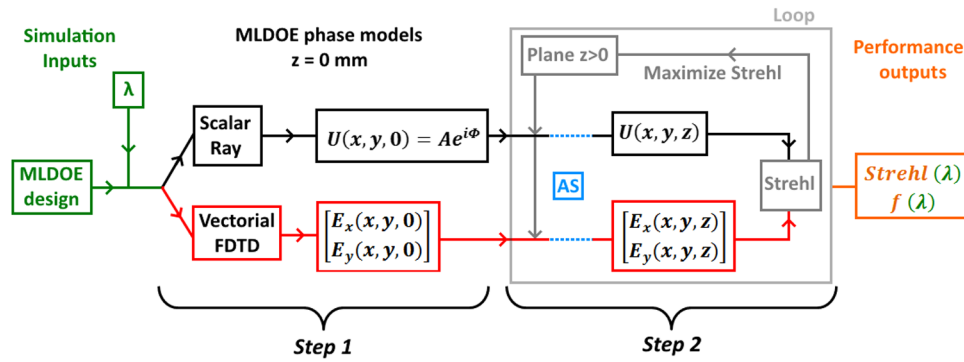 Simulation
Inputs
MLDOE phase models
z = 0 mm
Loop
Plane z>0
Maximize Strehl
Performance
outputs
λ
Scalar
Ray
U(x, y, 0) = Ae^{iΦ}
U(x, y, z)
MLDOE
design
AS
Strehl
Strehl (λ)
f (λ)
Vectorial
FDTD
[E_x(x, y, 0)]
[E_y(x, y, 0)]
[E_x(x, y, z)]
[E_y(x, y, z)]
Step 1
Step 2